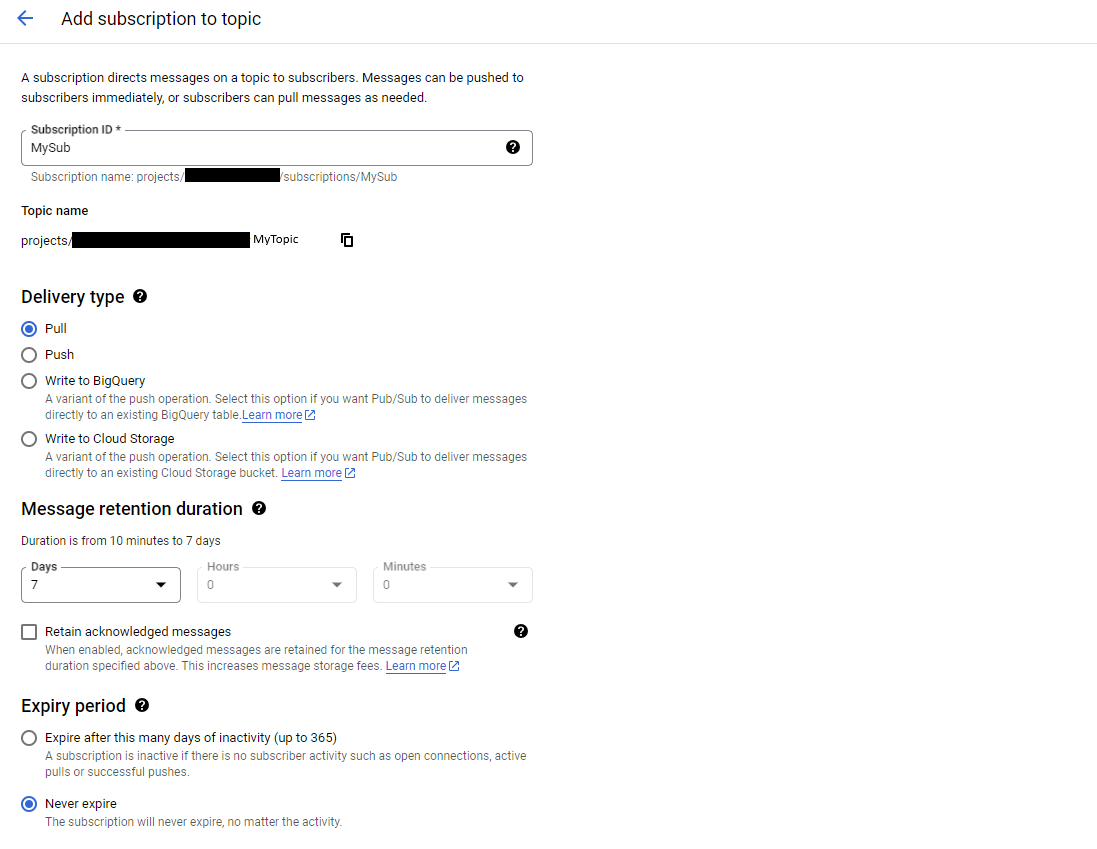 Add subscription to topic
A subscription directs messages on a topic to subscribers. Messages can be pushed to
subscribers immediately, or subscribers can pull messages as needed.
Subscription ID *
MySub
Subscription name: projects/ /subscriptions/MySub
Topic name
projects/ MyTopic
Delivery type
Pull
Push
Write to BigQuery
A variant of the push operation. Select this option if you want Pub/Sub to deliver messages
directly to an existing BigQuery table.Learn more
Write to Cloud Storage
A variant of the push operation. Select this option if you want Pub/Sub to deliver messages
directly to an existing Cloud Storage bucket. Learn more
Message retention duration
Duration is from 10 minutes to 7 days
Days Hours Minutes
7 0 0
Retain acknowledged messages
When enabled, acknowledged messages are retained for the message retention
duration specified above. This increases message storage fees. Learn more
Expiry period
Expire after this many days of inactivity (up to 365)
A subscription is inactive if there is no subscriber activity such as open connections, active
pulls or successful pushes.
Never expire
The subscription will never expire, no matter the activity.